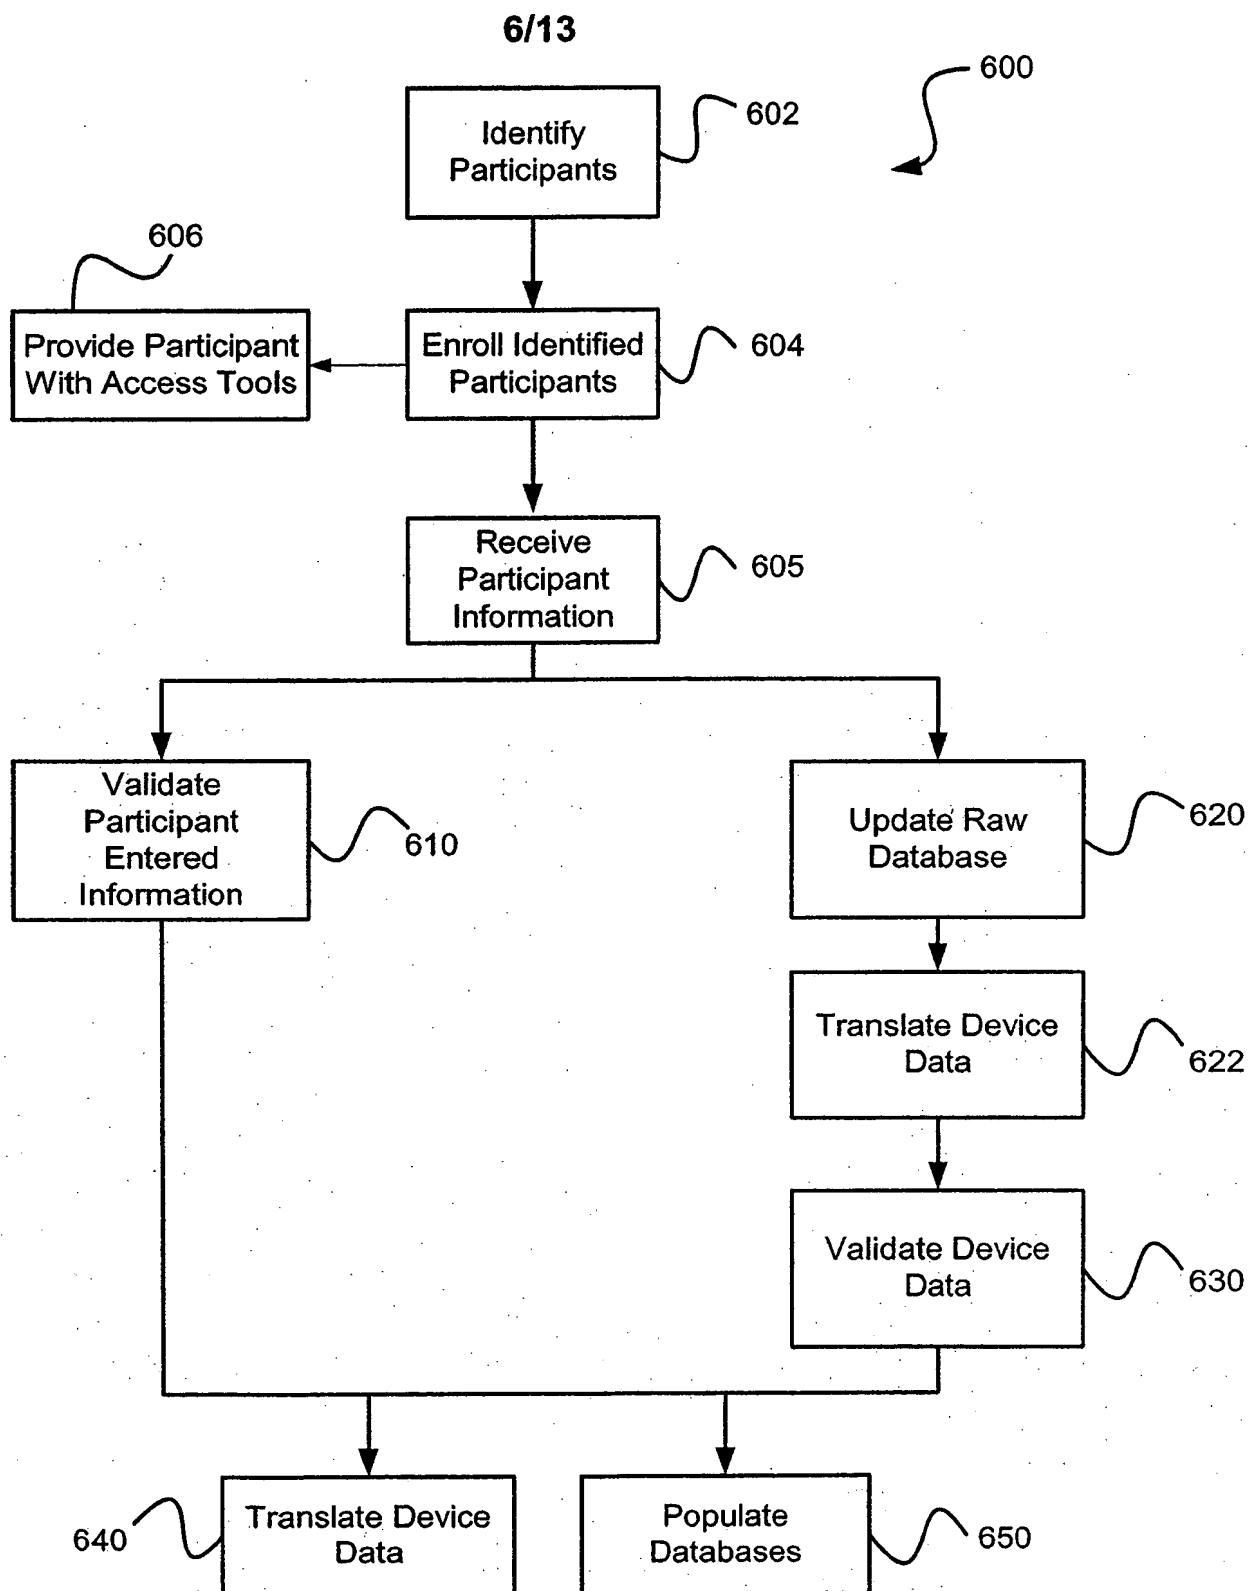 6/13
600
Identify
Participants
602
606
Provide Participant
With Access Tools
Enroll Identified
Participants
604
Receive
Participant
Information
605
Validate
Participant
Entered
Information
610
Update Raw
Database
620
Translate Device
Data
622
Validate Device
Data
630
640
Translate Device
Data
Populate
Databases
650